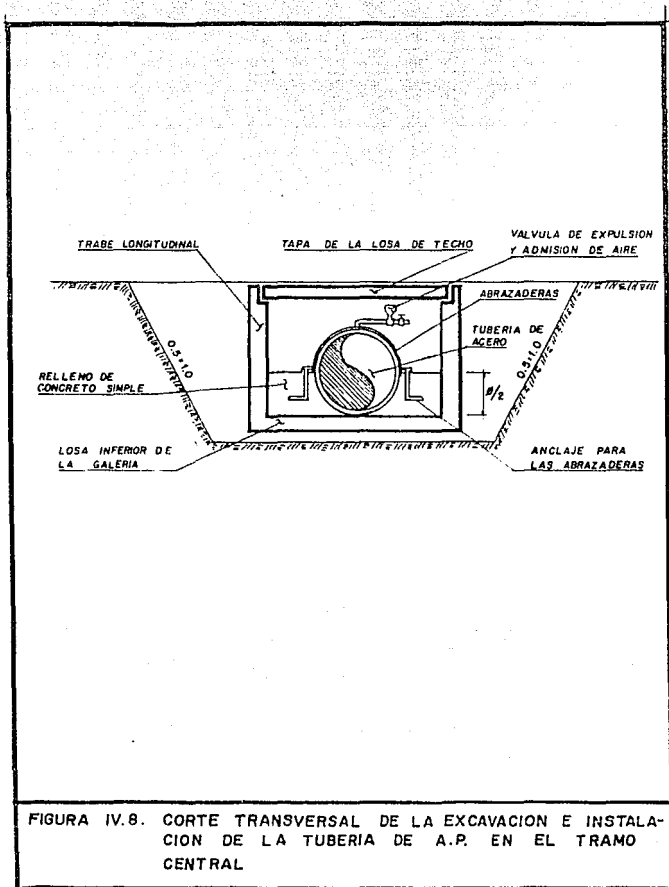 TRABE LONGITUDINAL
TAPA DE LA LOSA DE TECHO
VALVULA DE EXPULSION
Y ADMISION DE AIRE
ABRAZADERAS
TUBERIA DE
ACERO
0.5=1.0
0.5=1.0
RELLENO DE
CONCRETO SIMPLE
Ø/2
LOSA INFERIOR DE
LA GALERIA
ANCLAJE PARA
LAS ABRAZADERAS
FIGURA IV.8. CORTE TRANSVERSAL DE LA EXCAVACION E INSTALA-
CION DE LA TUBERIA DE A.P. EN EL TRAMO
CENTRAL